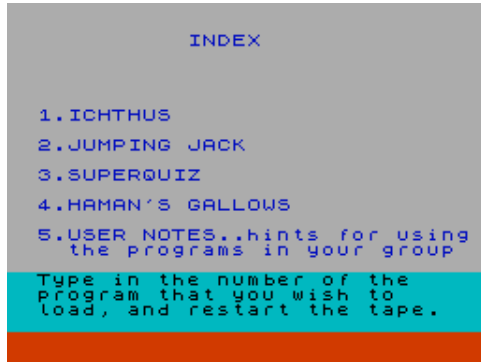 INDEX
1.ICHTHUS
2.JUMPING JACK
3.SUPERQUIZ
4.HAMAN'S GALLOWS
5.USER NOTES..hints for using
the programs in your group
Type in the number of the
program that you wish to
load, and restart the tape.